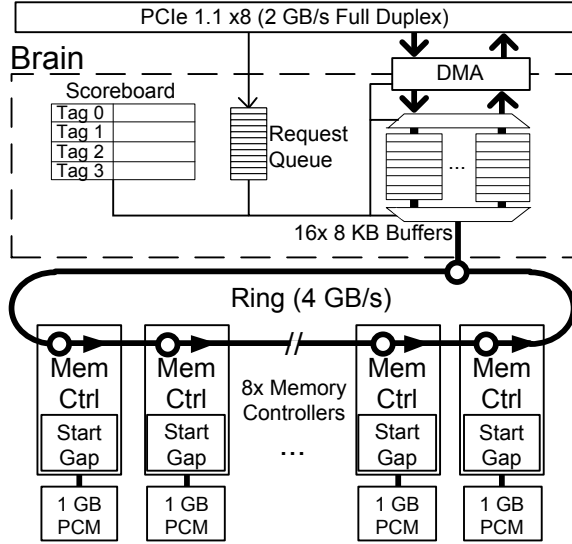 PCIe 1.1 x8 (2 GB/s Full Duplex)
Brain
DMA
Scoreboard
Tag 0
Tag 1
Tag 2
Tag 3
Request
Queue
...
16x 8 KB Buffers
Ring (4 GB/s)
Mem
Ctrl
Start
Gap
1 GB
PCM
Mem
Ctrl
Start
Gap
1 GB
PCM
//
8x Memory
Controllers
...
Mem
Ctrl
Start
Gap
1 GB
PCM
Mem
Ctrl
Start
Gap
1 GB
PCM